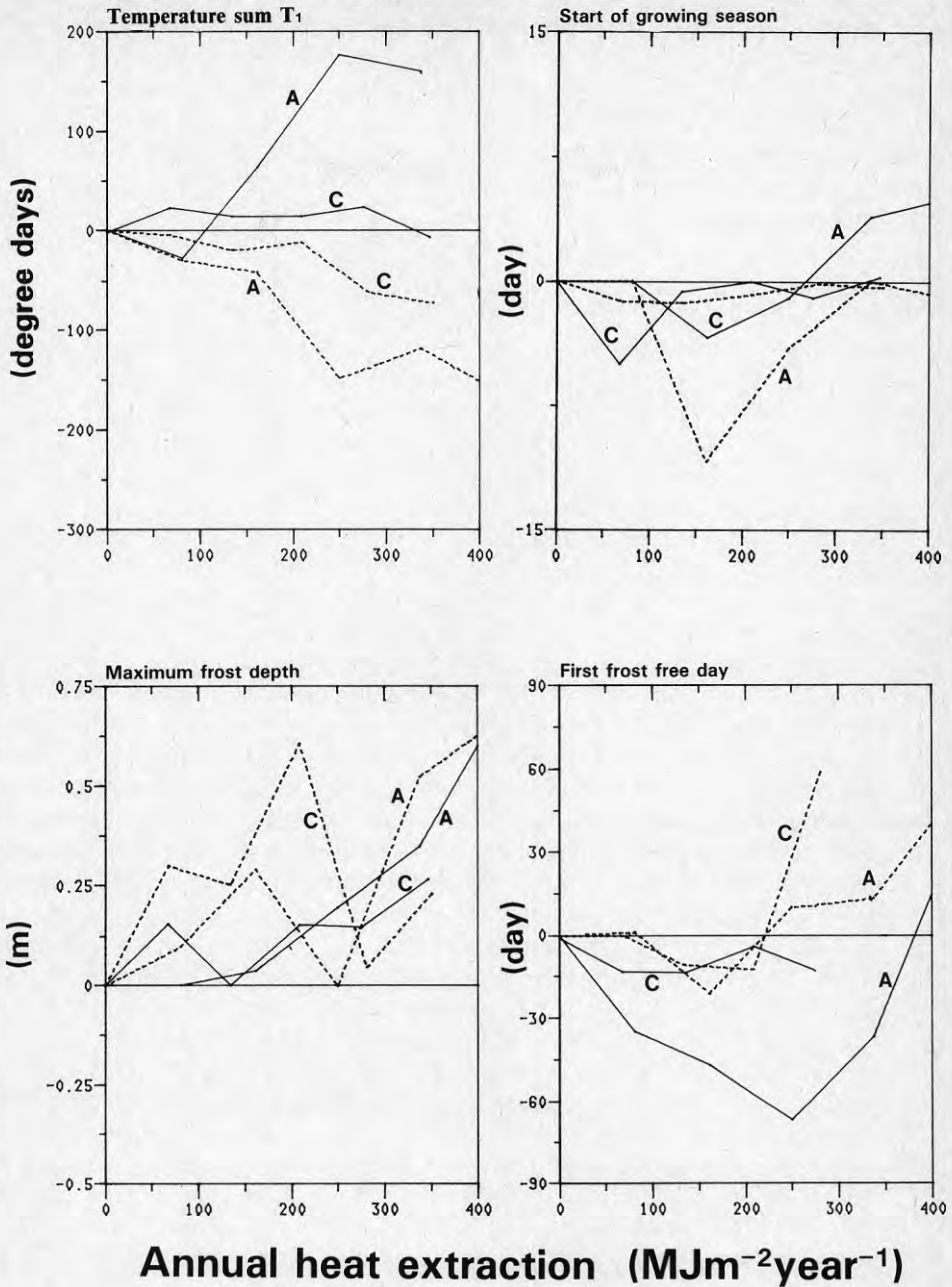 Temperature sum T₁
200
100
0
-100
-200
-300
0 100 200 300 400
(degree days)
A
C
C
A
Start of growing season
15
0
-15
0 100 200 300 400
(day)
A
C
C
A
Maximum frost depth
0.75
0.5
0.25
0
-0.25
-0.5
0 100 200 300 400
(m)
C
A
A
C
First frost free day
90
60
30
0
-30
-60
-90
0 100 200 300 400
(day)
C
A
C
A
Annual heat extraction (MJm⁻²year⁻¹)